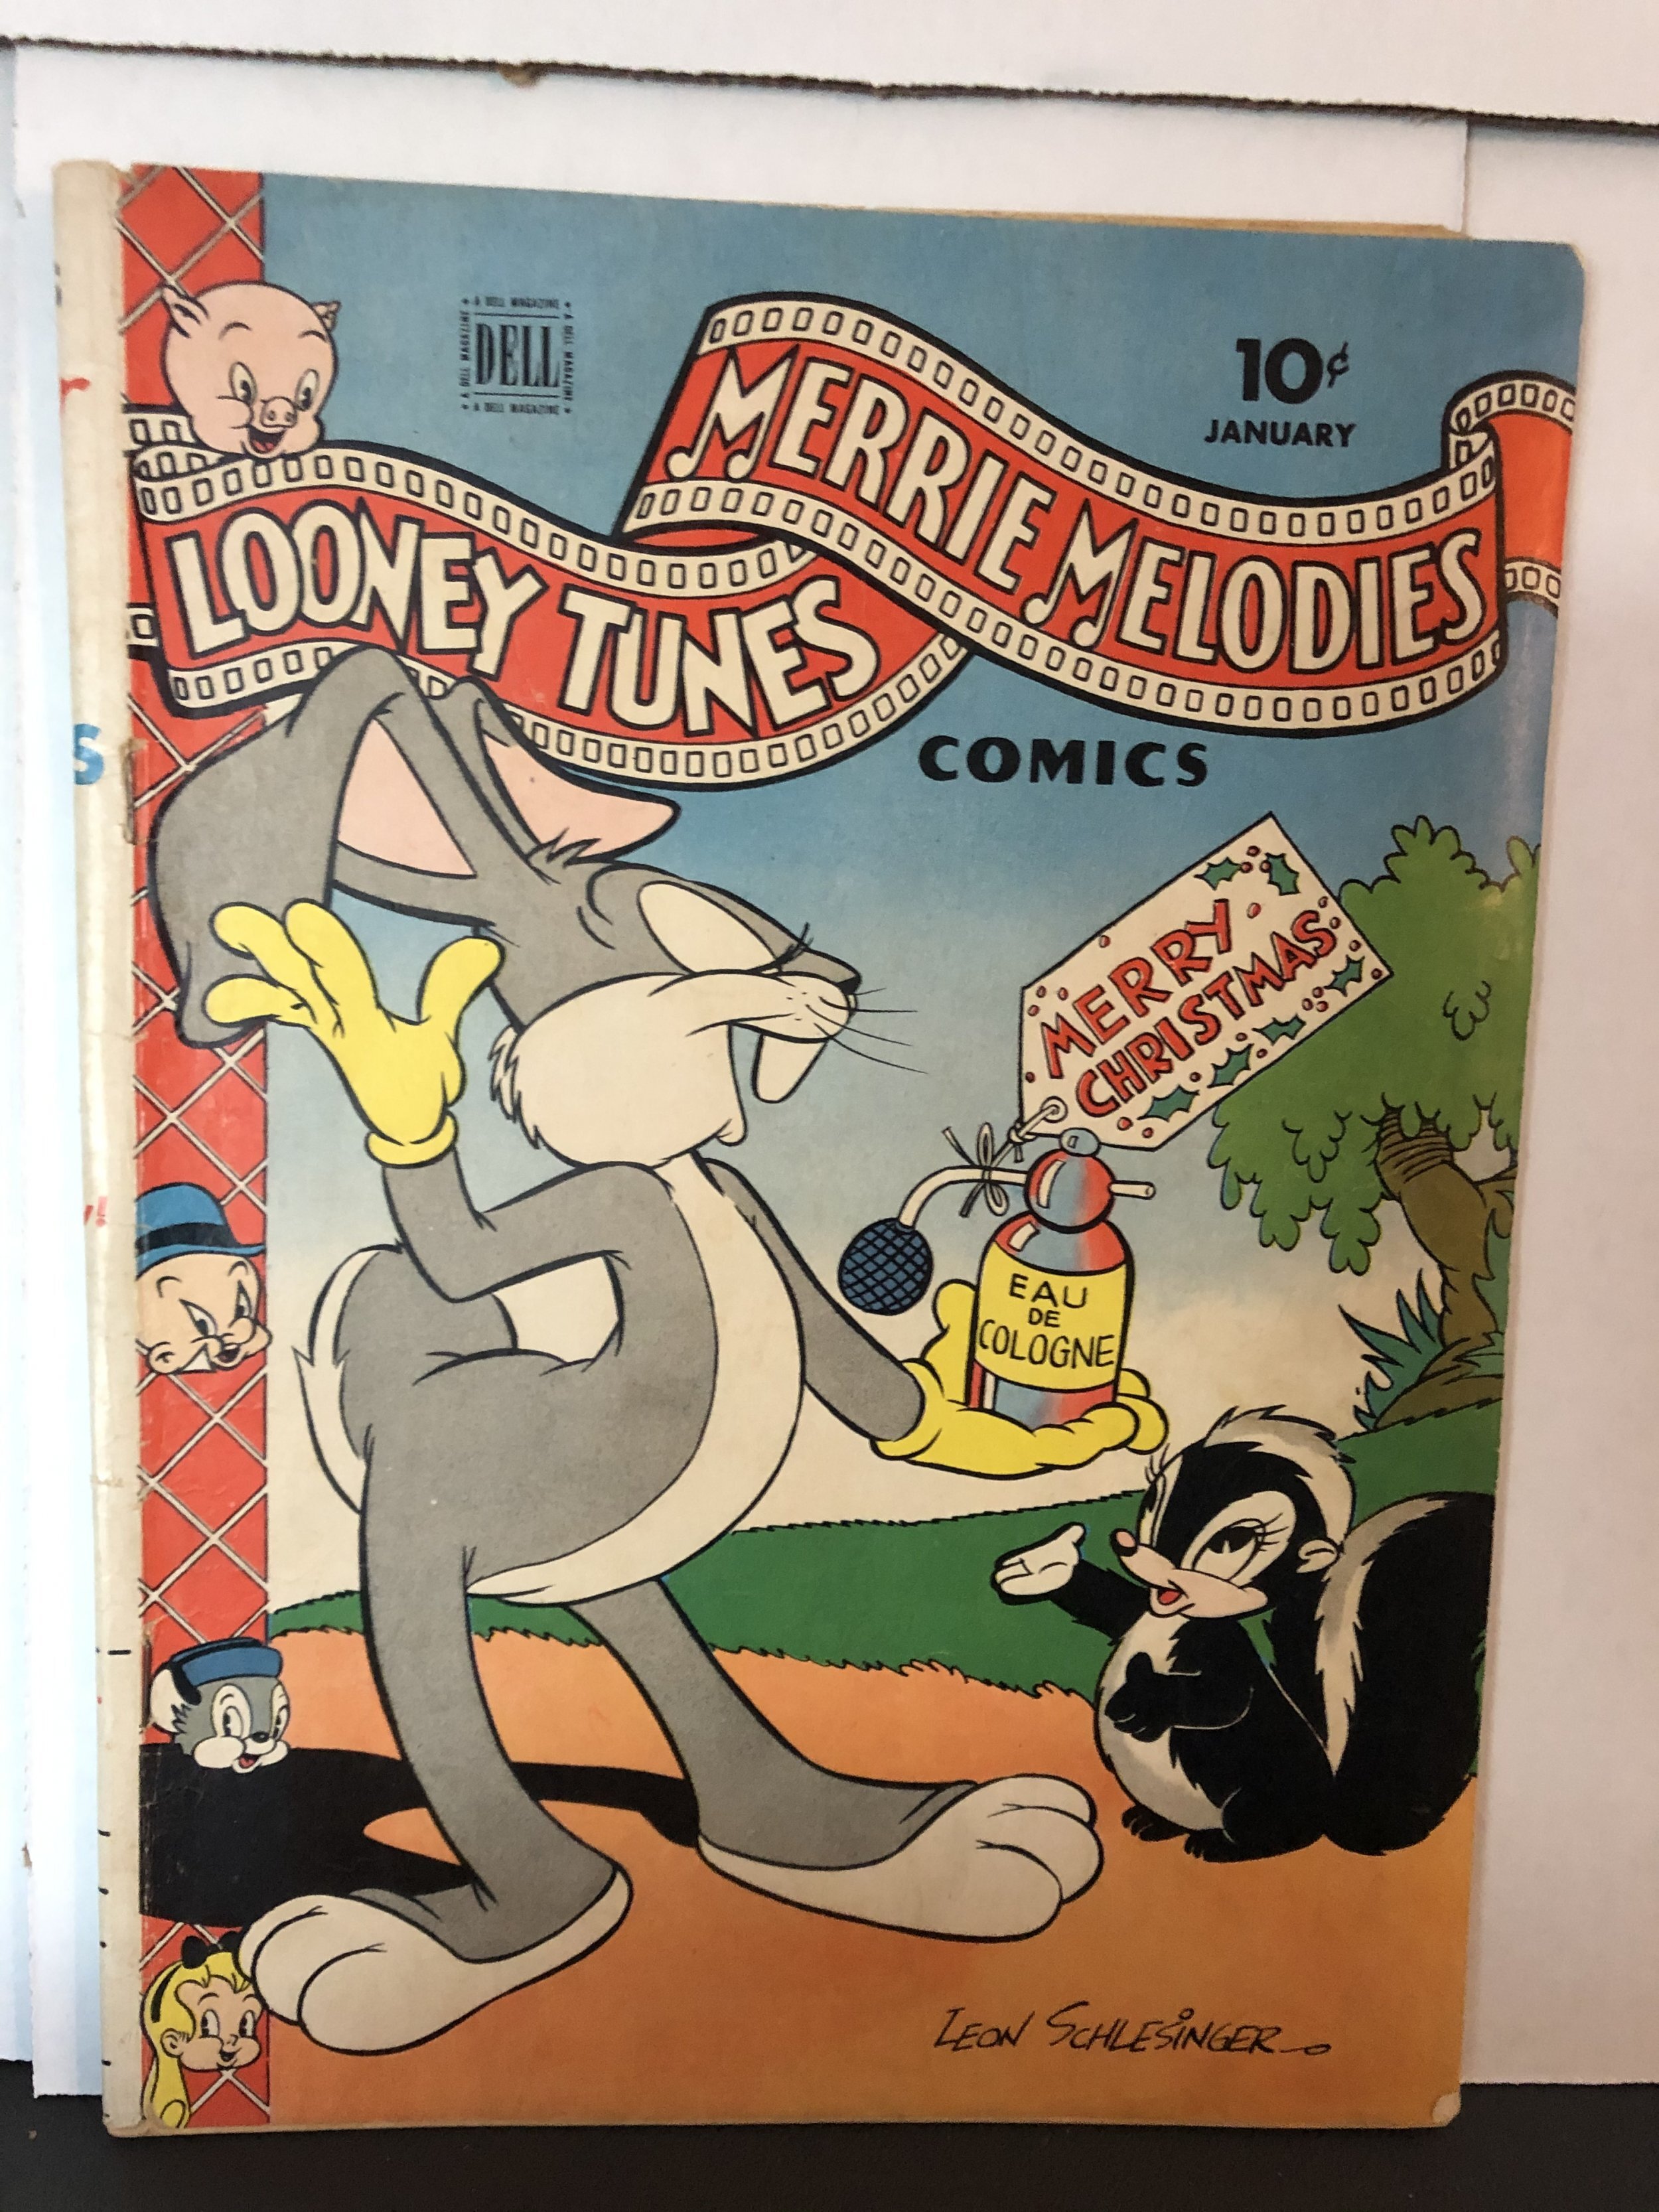 A DELL MAGAZINE
A DELL MAGAZINE
DELL
A DELL MAGAZINE
A DELL MAGAZINE
10¢
JANUARY
MERRIE MELODIES
LOONEY TUNES
COMICS
S
MERRY
CHRISTMAS
EAU
DE
COLOGNE
LEON SCHLESINGER